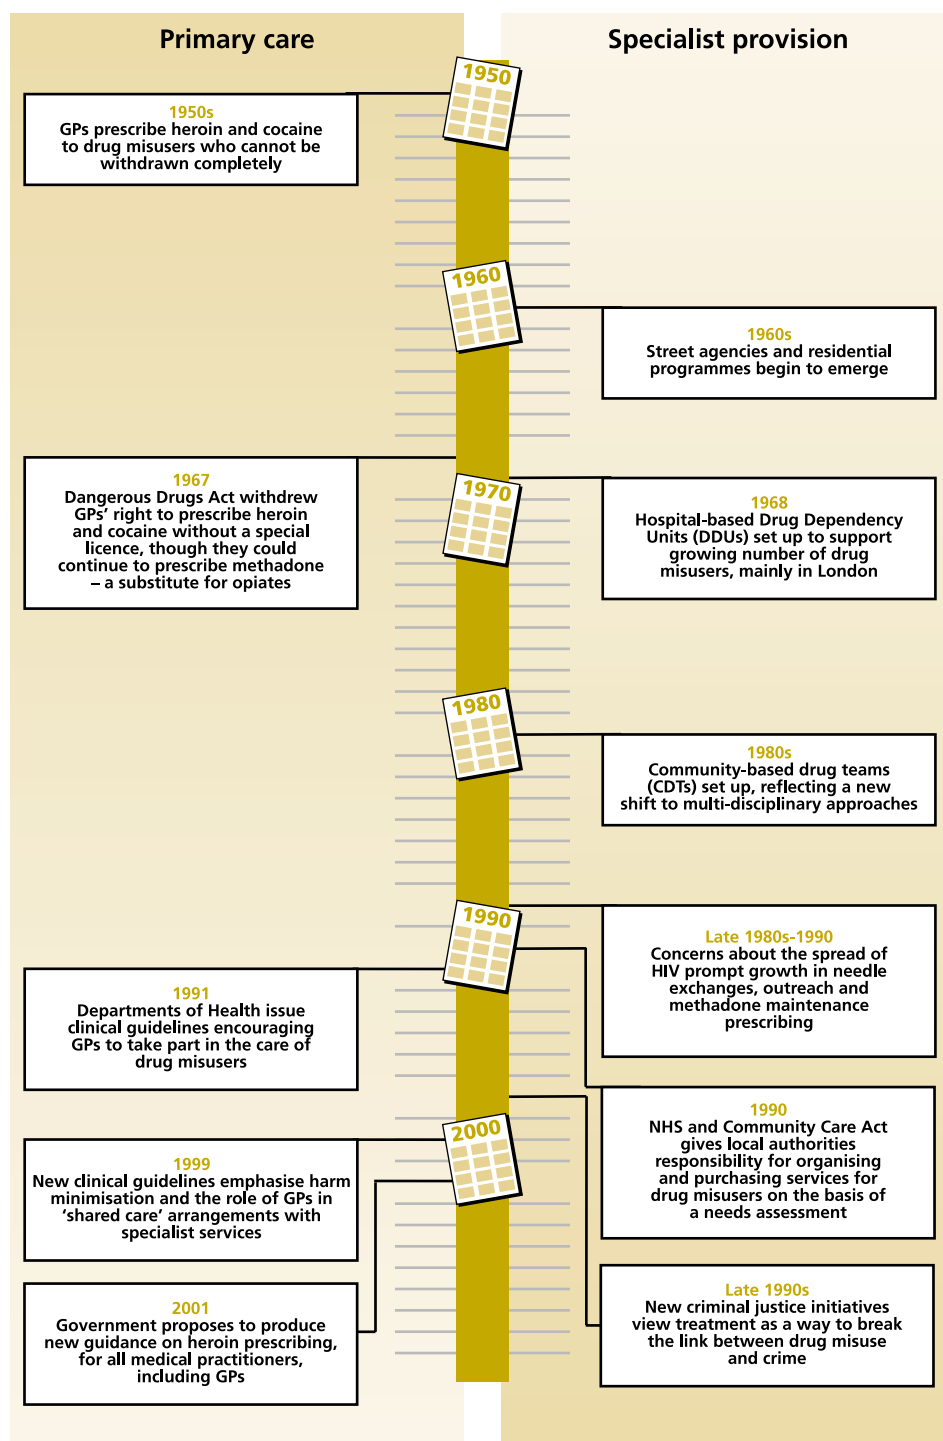 Primary care
Specialist provision
1950
1950s
GPs prescribe heroin and cocaine
to drug misusers who cannot be
withdrawn completely
1960
1960s
Street agencies and residential
programmes begin to emerge
1967
Dangerous Drugs Act withdrew
GPs’ right to prescribe heroin
and cocaine without a special
licence, though they could
continue to prescribe methadone
– a substitute for opiates
1970
1968
Hospital-based Drug Dependency
Units (DDUs) set up to support
growing number of drug
misusers, mainly in London
1980
1980s
Community-based drug teams
(CDTs) set up, reflecting a new
shift to multi-disciplinary approaches
1990
Late 1980s-1990
Concerns about the spread of
HIV prompt growth in needle
exchanges, outreach and
methadone maintenance
prescribing
1991
Departments of Health issue
clinical guidelines encouraging
GPs to take part in the care of
drug misusers
1990
NHS and Community Care Act
gives local authorities
responsibility for organising
and purchasing services for
drug misusers on the basis of
a needs assessment
2000
1999
New clinical guidelines emphasise harm
minimisation and the role of GPs in
‘shared care’ arrangements with
specialist services
Late 1990s
New criminal justice initiatives
view treatment as a way to break
the link between drug misuse
and crime
2001
Government proposes to produce
new guidance on heroin prescribing,
for all medical practitioners,
including GPs